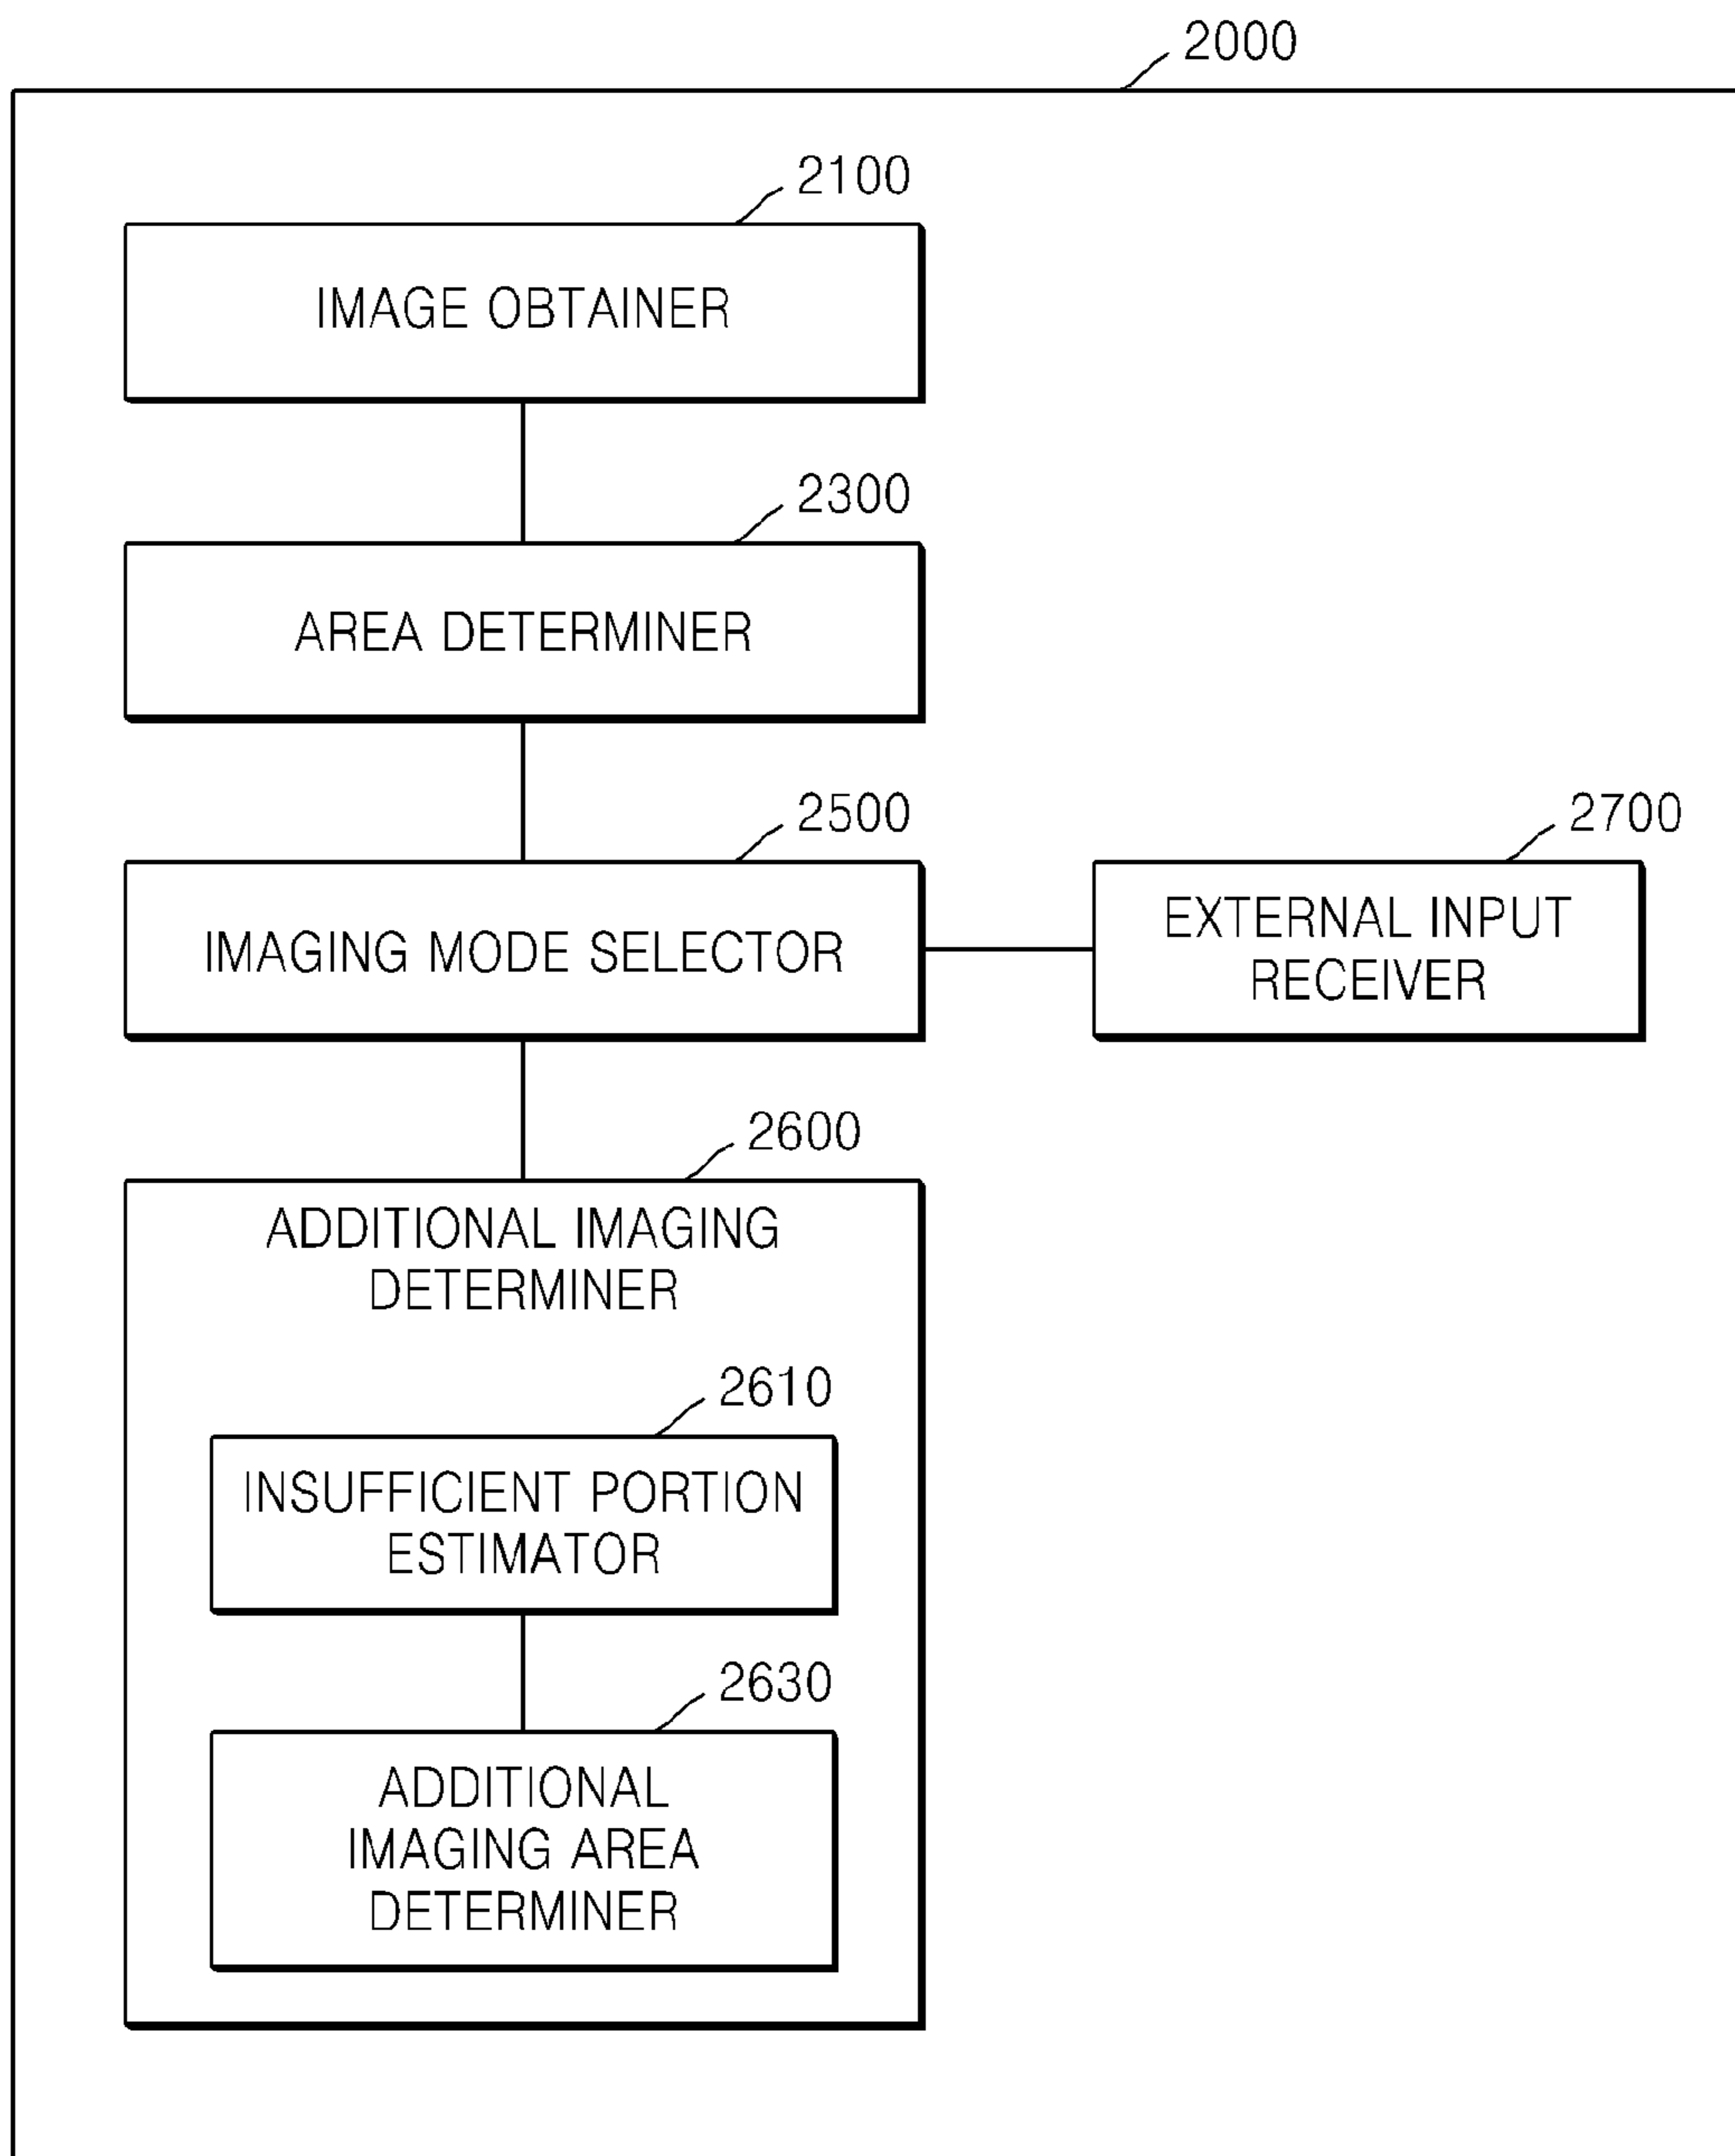 2000
2100
IMAGE OBTAINER
2300
AREA DETERMINER
2500
IMAGING MODE SELECTOR
2700
EXTERNAL INPUT
RECEIVER
2600
ADDITIONAL IMAGING
DETERMINER
2610
INSUFFICIENT PORTION
ESTIMATOR
2630
ADDITIONAL
IMAGING AREA
DETERMINER